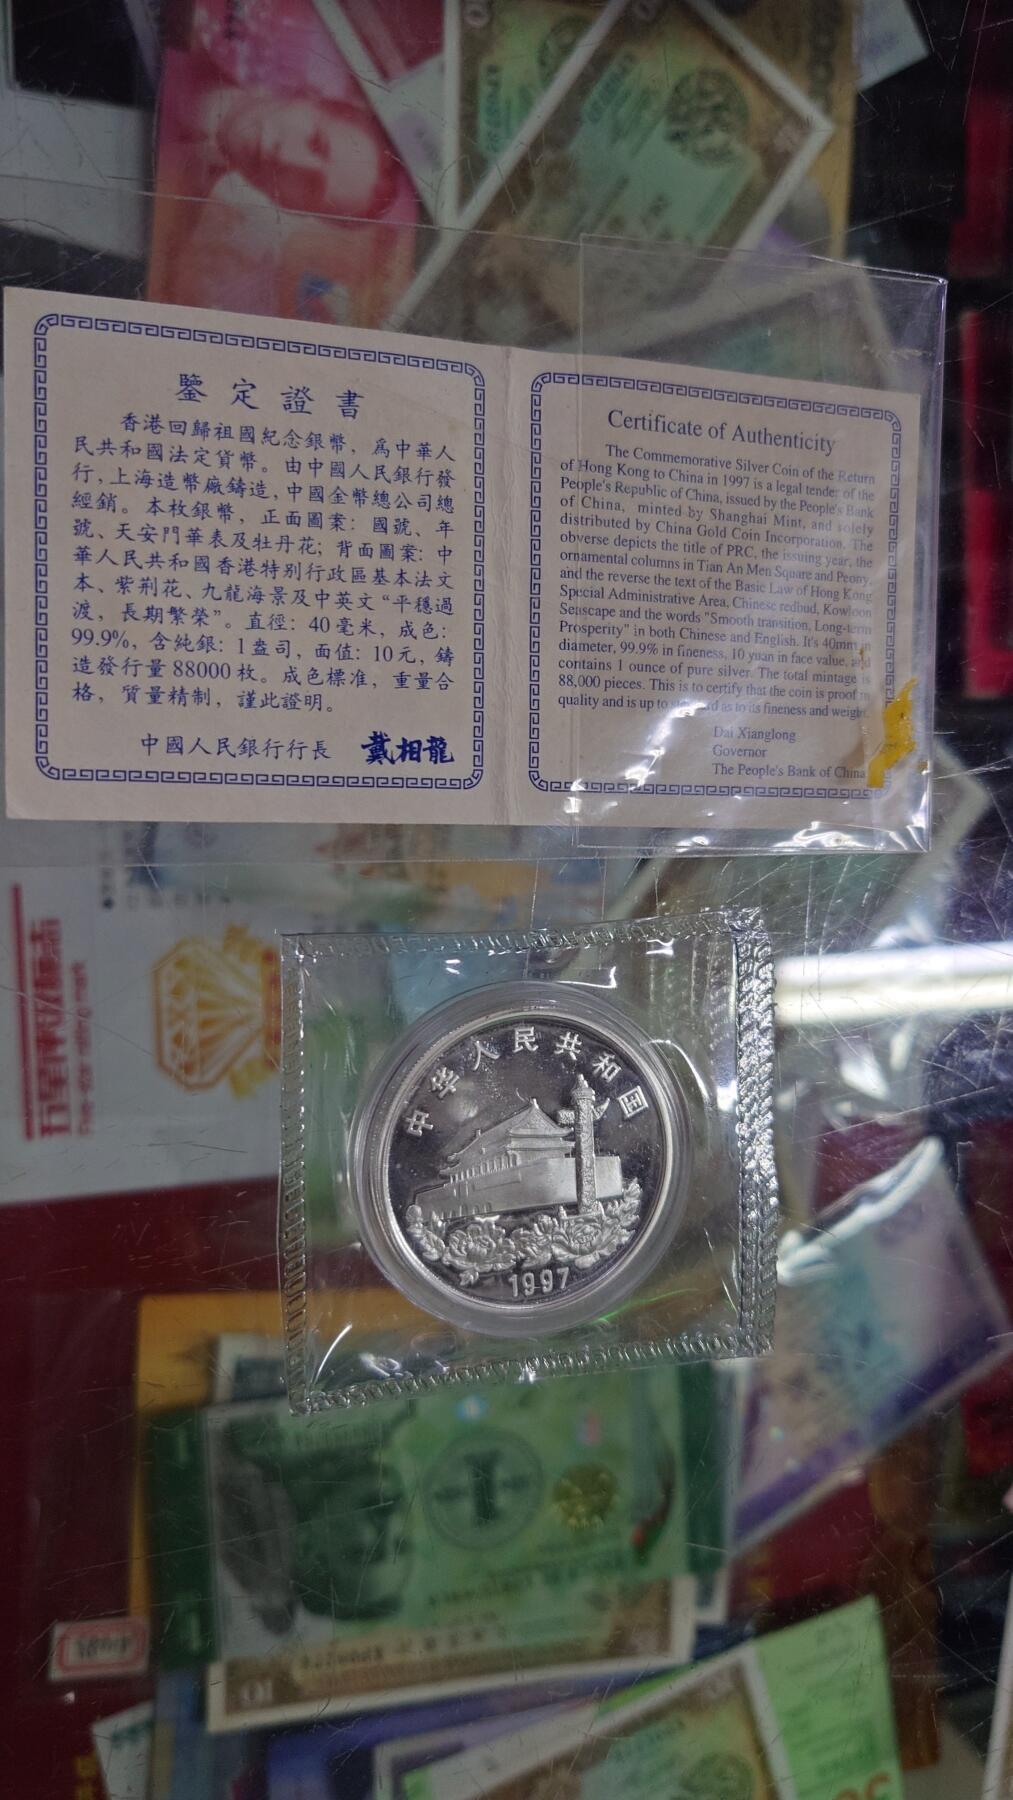 鑒定證書
香港回歸祖國紀念銀幣，為中華人
民共和國法定貨幣。由中國人民銀行發
行，上海造幣廠鑄造，中國金幣總公司總
經銷。本枚銀幣，正面圖案：國號、年
號、天安門華表及牡丹花；背面圖案：中
華人民共和國香港特别行政區基本法文
本、紫荆花、九龍海景及中英文“平穩過
渡，長期繁榮”。直徑：40毫米，成色：
99.9%，含純銀：1盎司，面值：10元，鑄
造發行量88000枚。成色標准，重量合
格，質量精制，謹此證明。
中國人民銀行行長 戴相龍
Certificate of Authenticity
The Commemorative Silver Coin of the Return
of Hong Kong to China in 1997 is a legal tender of the
People's Republic of China, issued by the People's Bank
of China, minted by Shanghai Mint, and solely
distributed by China Gold Coin Incorporation. The
obverse depicts the title of PRC, the issuing year, the
ornamental columns in Tian An Men Square and Peony,
and the reverse the text of the Basic Law of Hong Kong
Special Administrative Area, Chinese redbud, Kowloon
Seascape and the words "Smooth transition, Long-term
Prosperity" in both Chinese and English. It's 40mm in
diameter, 99.9% in fineness, 10 yuan in face value, and
contains 1 ounce of pure silver. The total mintage is
88,000 pieces. This is to certify that the coin is proof in
quality and is up to as to its fineness and weight.
Dai Xianglong
Governor
The People's Bank of China
中华人民共和国
1997